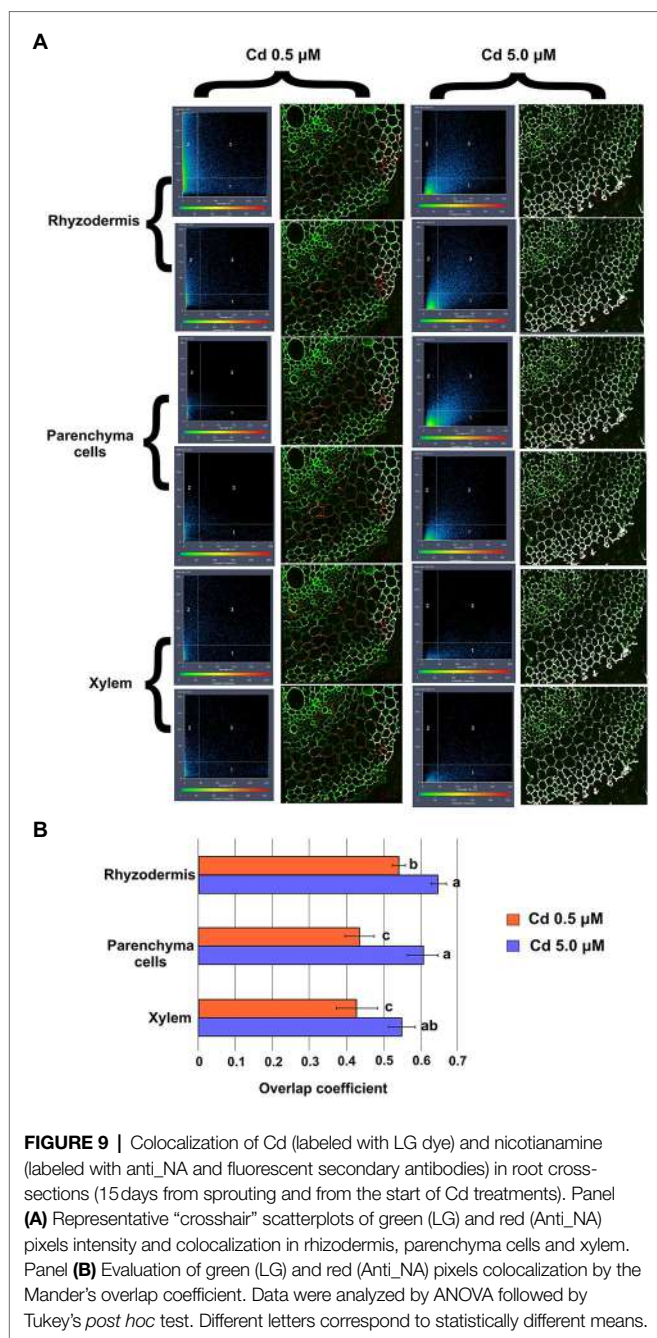 A
Cd 0.5 µM
Cd 5.0 µM
Rhyzodermis
Parenchyma
cells
Xylem
B
Rhyzodermis
b
a
Parenchyma
cells
c
a
Xylem
c
ab
Cd 0.5 µM
Cd 5.0 µM
0 0.1 0.2 0.3 0.4 0.5 0.6 0.7
Overlap coefficient
FIGURE 9 | Colocalization of Cd (labeled with LG dye) and nicotianamine
(labeled with anti_NA and fluorescent secondary antibodies) in root cross-
sections (15 days from sprouting and from the start of Cd treatments). Panel
(A) Representative “crosshair” scatterplots of green (LG) and red (Anti_NA)
pixels intensity and colocalization in rhizodermis, parenchyma cells and xylem.
Panel (B) Evaluation of green (LG) and red (Anti_NA) pixels colocalization by the
Mander’s overlap coefficient. Data were analyzed by ANOVA followed by
Tukey’s post hoc test. Different letters correspond to statistically different means.